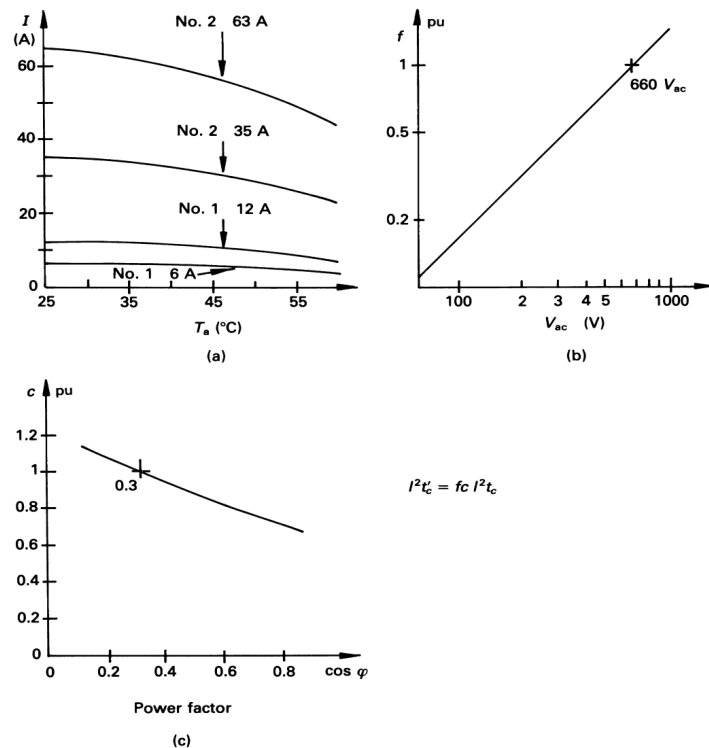 I
(A)
60
40
20
0
No. 2 63 A
No. 2 35 A
No. 1 12 A
No. 1 6 A
25 35 45 55
Tₐ (°C)
(a)
f pu
1
0.5
0.2
660 Vₐc
100 2 3 4 5 1000
Vₐc (V)
(b)
c pu
1.2
1
0.8
0.6
0.4
0.2
0
0.3
0 0.2 0.4 0.6 0.8 cos φ
Power factor
(c)
I²t′c = fc I²tc